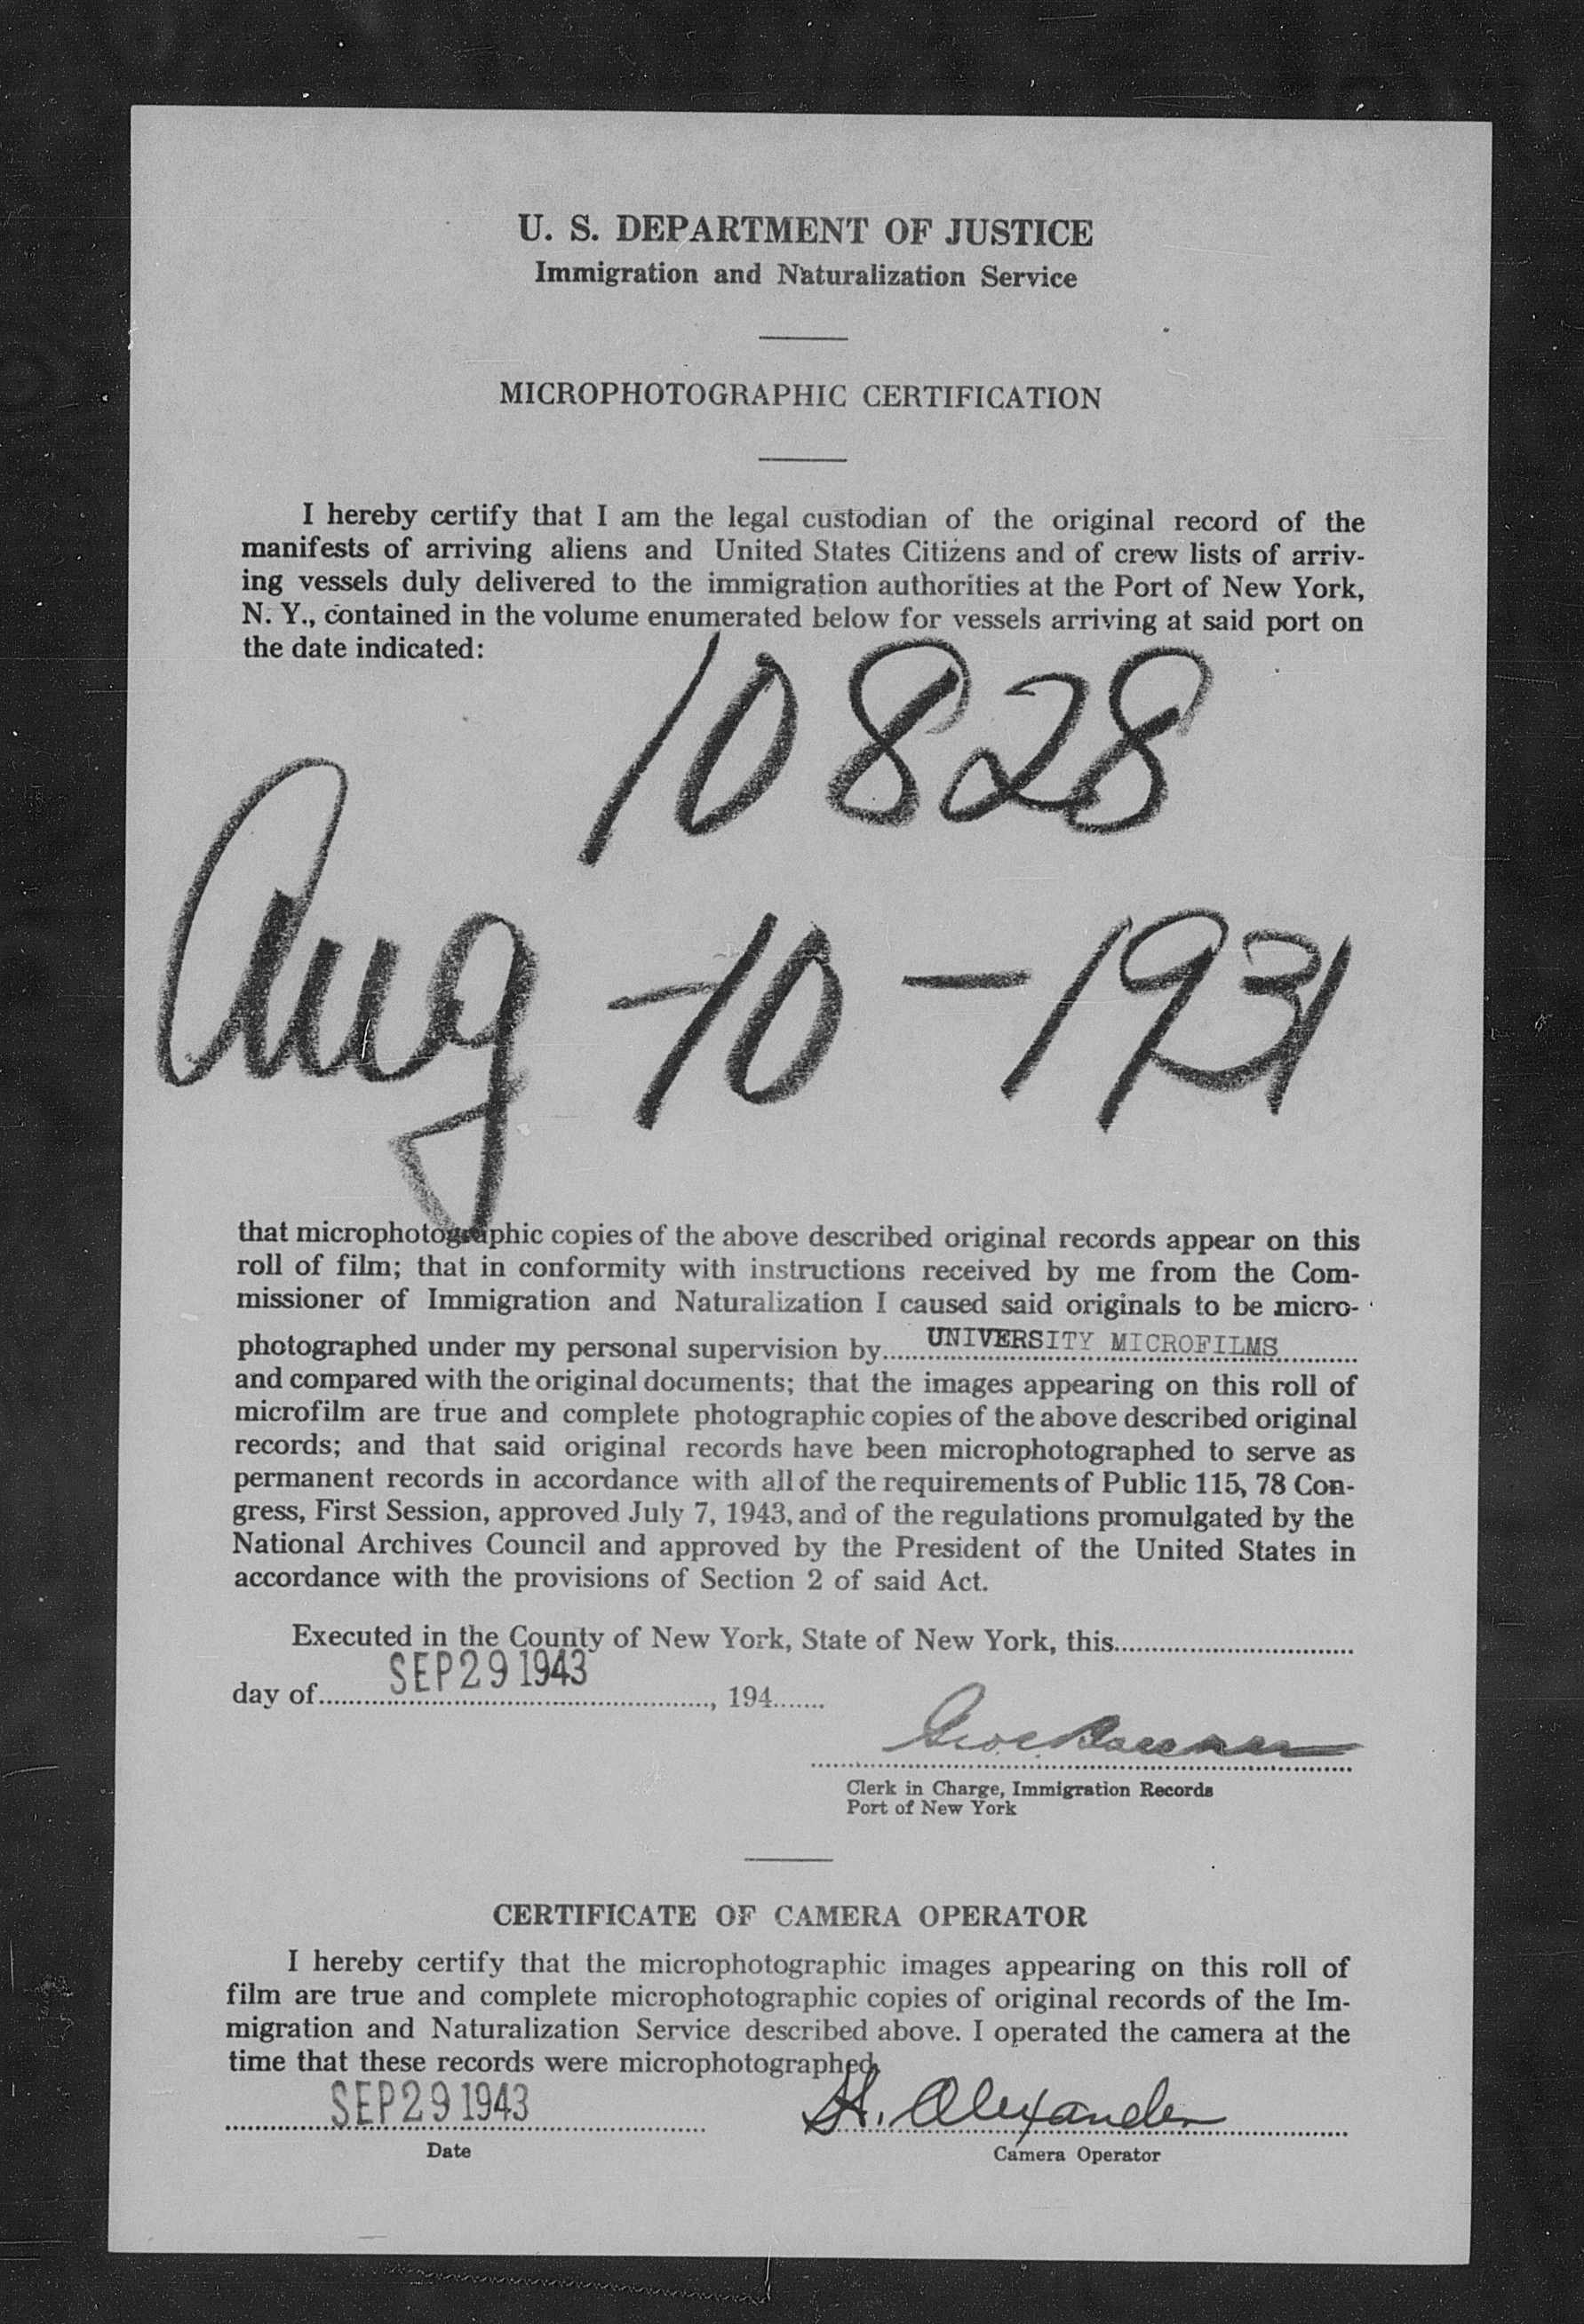 U. S. DEPARTMENT OF JUSTICE
Immigration and Naturalization Service
MICROPHOTOGRAPHIC CERTIFICATION
I hereby certify that I am the legal custodian of the original record of the
manifests of arriving aliens and United States Citizens and of crew lists of arriv-
ing vessels duly delivered to the immigration authorities at the Port of New York,
N. Y., contained in the volume enumerated below for vessels arriving at said port on
the date indicated:
10828
Aug - 10 - 1931
that microphotographic copies of the above described original records appear on this
roll of film; that in conformity with instructions received by me from the Com-
missioner of Immigration and Naturalization I caused said originals to be micro-
photographed under my personal supervision by UNIVERSITY MICROFILMS
and compared with the original documents; that the images appearing on this roll of
microfilm are true and complete photographic copies of the above described original
records; and that said original records have been microphotographed to serve as
permanent records in accordance with all of the requirements of Public 115, 78 Con-
gress, First Session, approved July 7, 1943, and of the regulations promulgated by the
National Archives Council and approved by the President of the United States in
accordance with the provisions of Section 2 of said Act.
Executed in the County of New York, State of New York, this
day of SEP 29 1943, 194
Clerk in Charge, Immigration Records
Port of New York
CERTIFICATE OF CAMERA OPERATOR
I hereby certify that the microphotographic images appearing on this roll of
film are true and complete microphotographic copies of original records of the Im-
migration and Naturalization Service described above. I operated the camera at the
time that these records were microphotographed.
SEP 29 1943 H. Alexander
Date Camera Operator